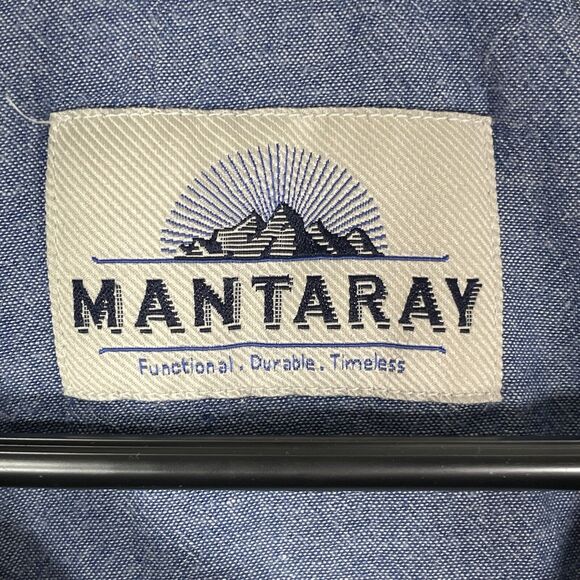 MANTARAY
Functional. Durable. Timeless